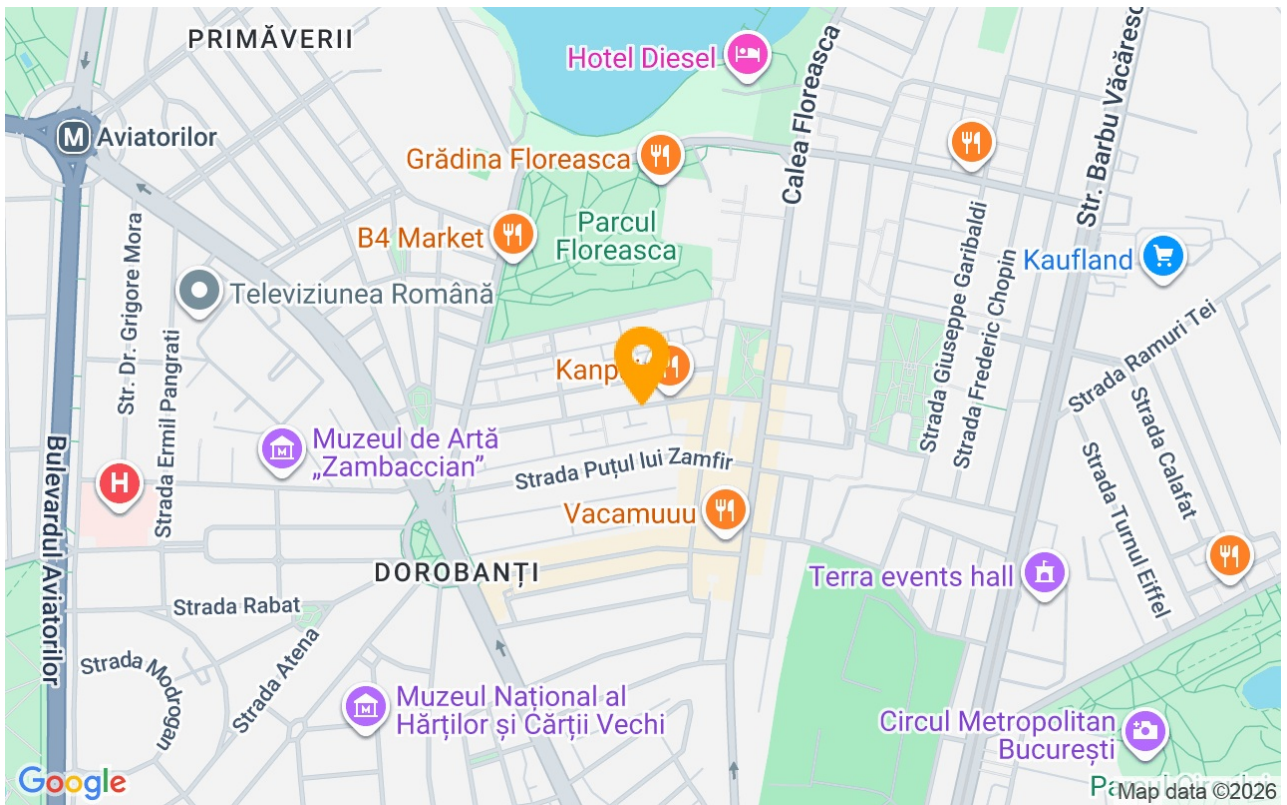 PRIMĂVERII
Hotel Diesel
Calea Floreasca
Str. Barbu Văcăresc
Aviatorilor
Grădina Floreasca
Parcul
Floreasca
B4 Market
Televiziunea Română
Str. Dr. Grigore Mora
Strada Ermil Pangrati
Strada Giuseppe Garibaldi
Strada Frederic Chopin
Kaufland
Strada Ramuri Tei
Strada Calafat
Strada Turnul Eiffel
Muzeul de Artă
„Zambaccian”
Strada Puțul lui Zamfir
H
Vacamuuu
Bulevardul Aviatorilor
DOROBANȚI
Terra events hall
Strada Rabat
Strada Atena
Strada Modrogan
Muzeul Național al
Hărților și Cărții Vechi
Circul Metropolitan
București
Google
Map data ©2026